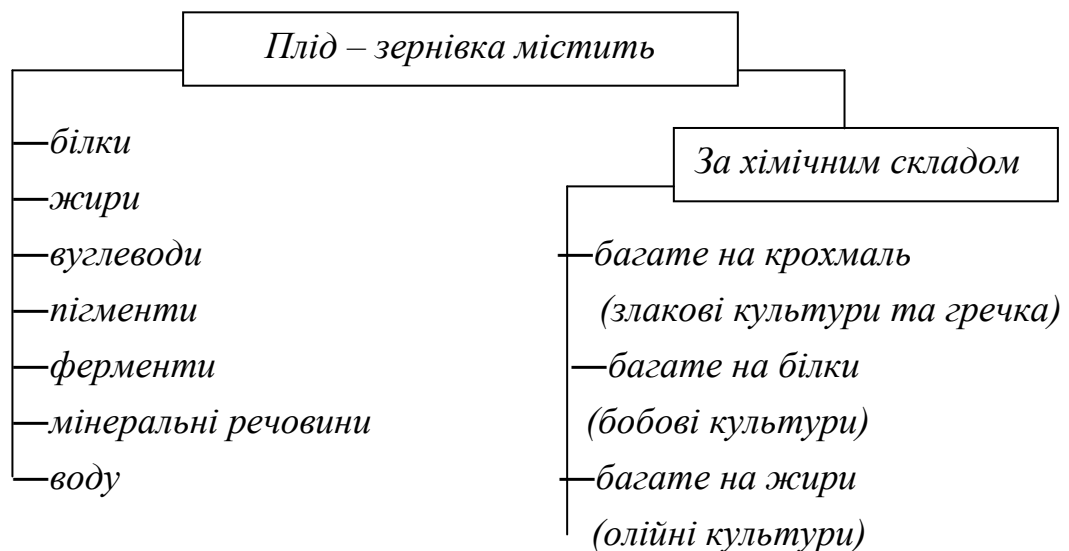 Плід – зернівка містить
білки
жири
вуглеводи
пігменти
ферменти
мінеральні речовини
воду
За хімічним складом
багате на крохмаль
(злакові культури та гречка)
багате на білки
(бобові культури)
багате на жири
(олійні культури)